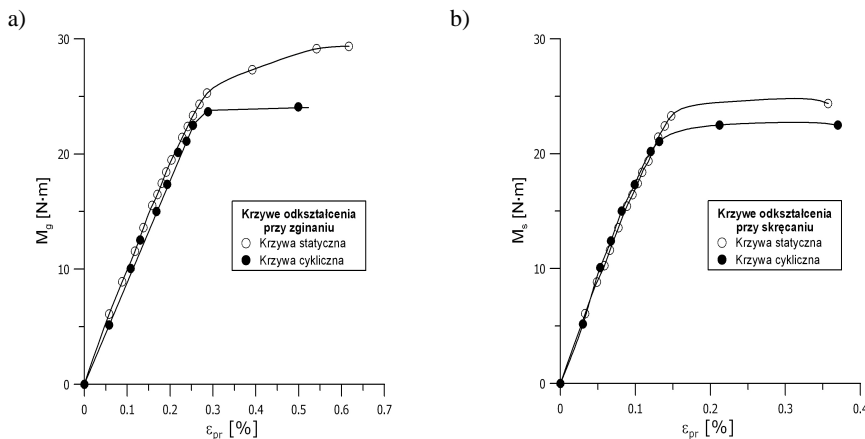 a)
30
20
10
0
M_g [N·m]
Krzywe odkształcenia
przy zginaniu
Krzywa statyczna
Krzywa cykliczna
0 0.1 0.2 0.3 0.4 0.5 0.6 0.7
ε_pr [%]
b)
30
20
10
0
M_s [N·m]
Krzywe odkształcenia
przy skręcaniu
Krzywa statyczna
Krzywa cykliczna
0 0.1 0.2 0.3 0.4
ε_pr [%]